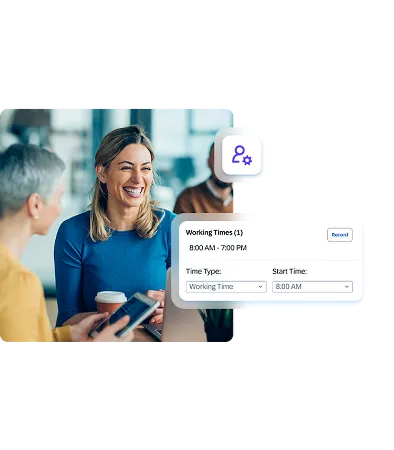 Working Times (1)
Record
8:00 AM - 7:00 PM
Time Type: Start Time:
Working Time 8:00 AM